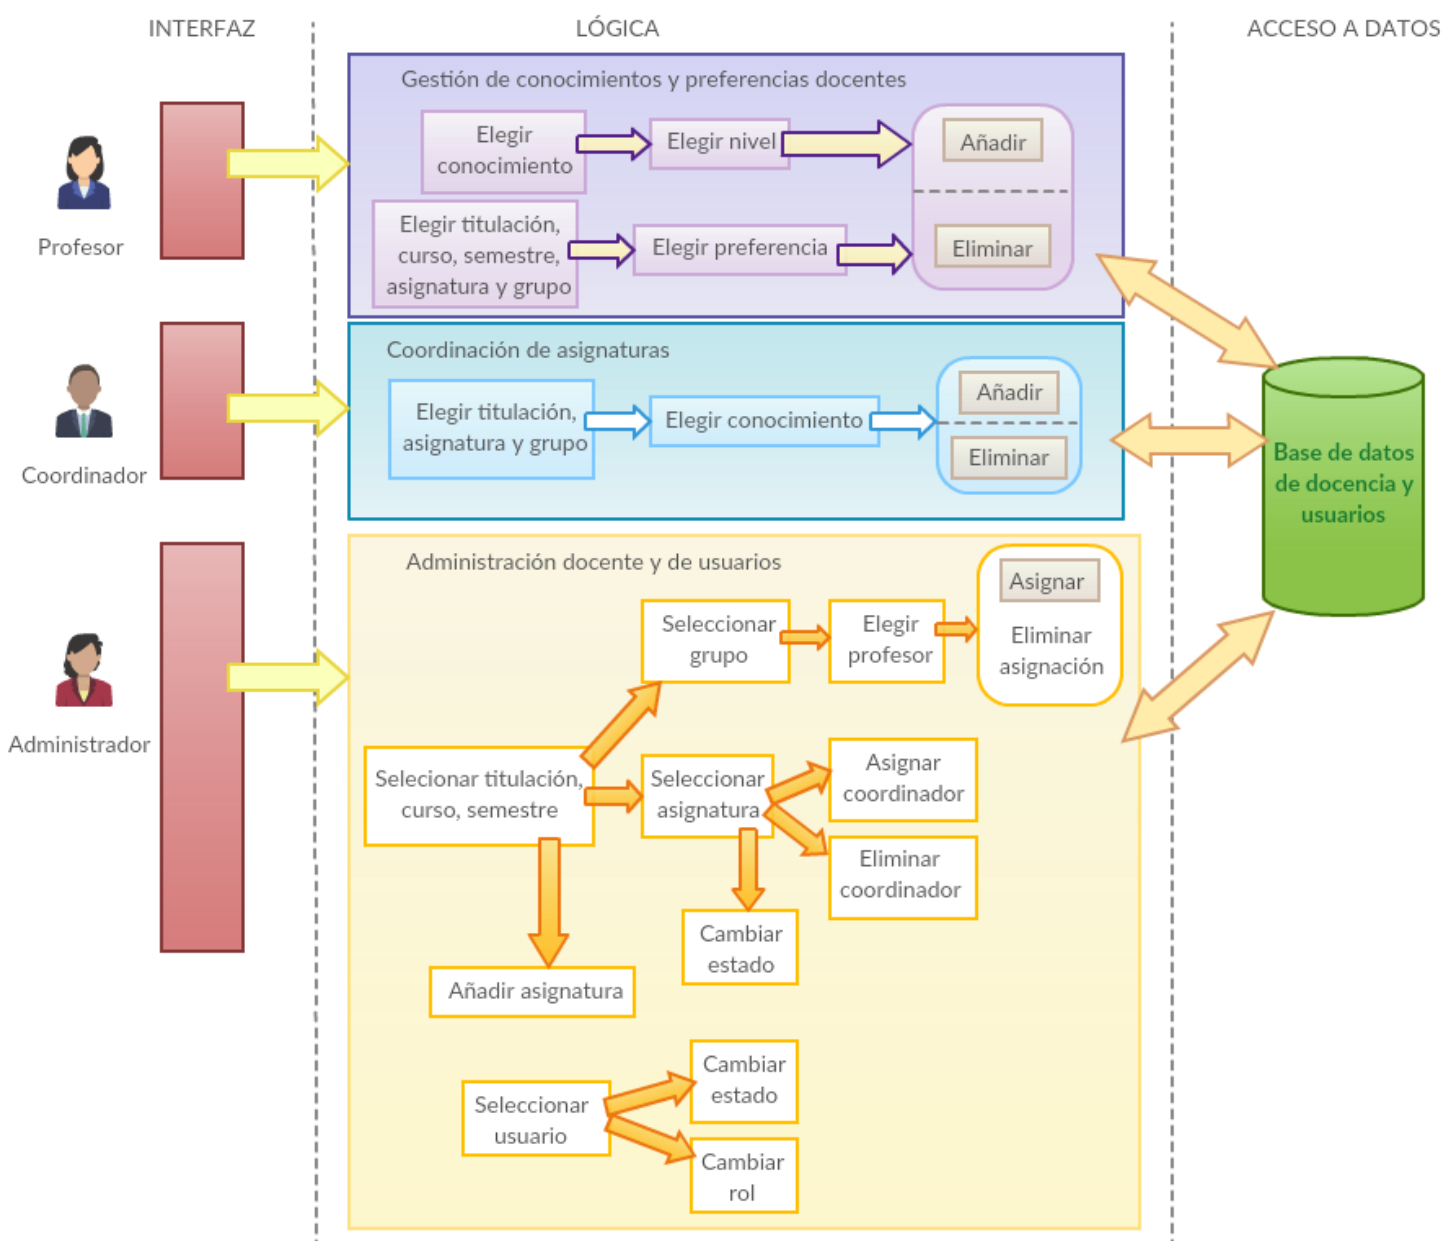 INTERFAZ
LÓGICA
ACCESO A DATOS
Profesor
Gestión de conocimientos y preferencias docentes
Elegir
conocimiento
Elegir nivel
Añadir
Elegir titulación,
curso, semestre,
asignatura y grupo
Elegir preferencia
Eliminar
Coordinador
Coordinación de asignaturas
Elegir titulación,
asignatura y grupo
Elegir conocimiento
Añadir
Eliminar
Base de datos
de docencia y
usuarios
Administrador
Administración docente y de usuarios
Seleccionar
grupo
Elegir
profesor
Asignar
Eliminar
asignación
Selecionar titulación,
curso, semestre
Seleccionar
asignatura
Asignar
coordinador
Eliminar
coordinador
Cambiar
estado
Añadir asignatura
Seleccionar
usuario
Cambiar
estado
Cambiar
rol